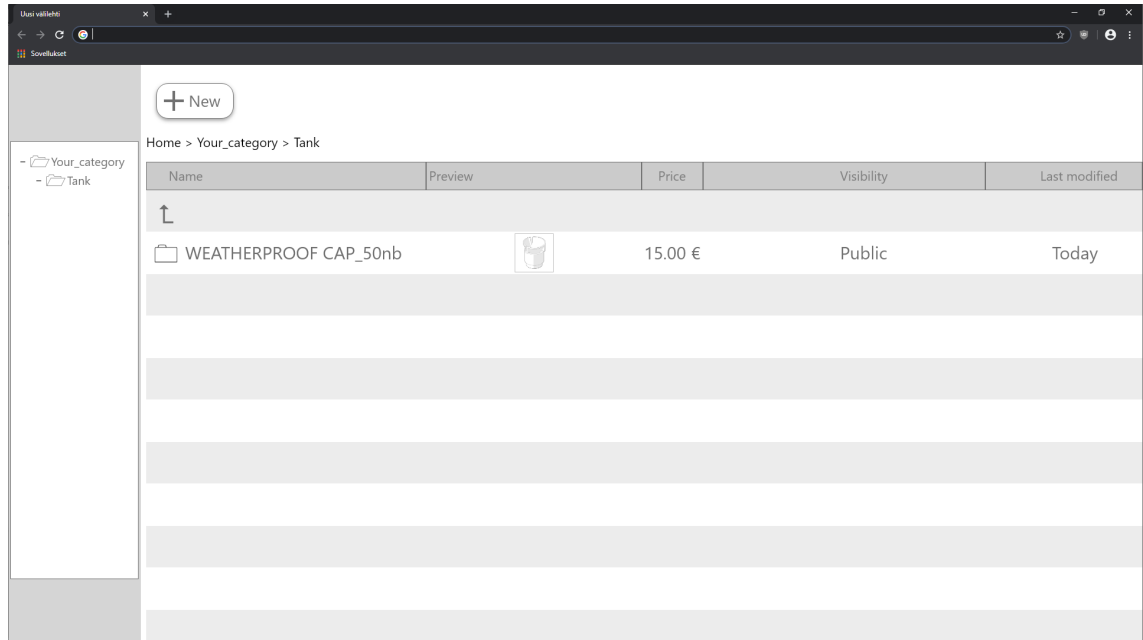 Uusi välilehti
Sovellukset
New
Home > Your_category > Tank
Your_category
Tank
Name Preview Price Visibility Last modified
WEATHERPROOF CAP_50nb 15.00 € Public Today